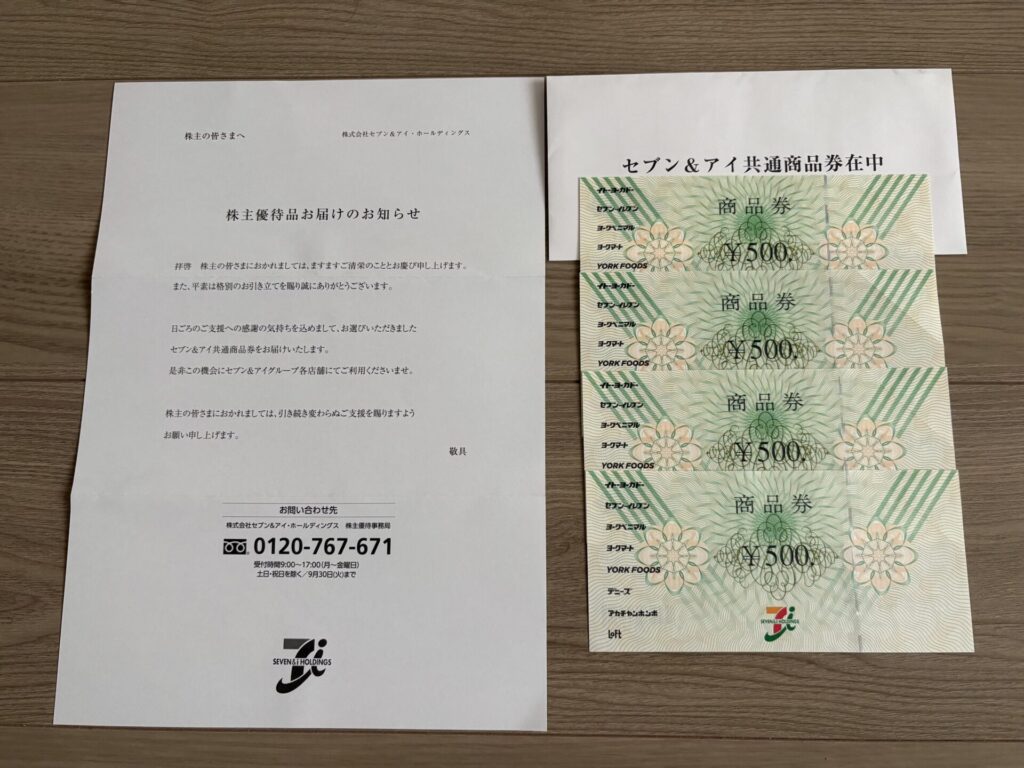 株主の皆さまへ
株式会社セブン&アイ・ホールディングス
株主優待品お届けのお知らせ
拝啓　株主の皆さまにおかれましては、ますますご清栄のこととお慶び申し上げます。
また、平素は格別のお引き立てを賜り誠にありがとうございます。
日ごろのご支援への感謝の気持ちを込めまして、お選びいただきました
セブン&アイ共通商品券をお届けいたします。
是非この機会にセブン&アイグループ各店舗にてご利用くださいませ。
株主の皆さまにおかれましては、引き続き変わらぬご支援を賜りますよう
お願い申し上げます。
敬具
お問い合わせ先
株式会社セブン&アイ・ホールディングス　株主優待事務局
0120-767-671
受付時間9:00〜17:00（月〜金曜日）
土日・祝日を除く／9月30日（火）まで
7i
SEVEN&i HOLDINGS
セブン&アイ共通商品券在中
イトーヨーカドー
セブン-イレブン
ヨークベニマル
ヨークマート
YORK FOODS
商品券
¥500.
イトーヨーカドー
セブン-イレブン
ヨークベニマル
ヨークマート
YORK FOODS
商品券
¥500.
イトーヨーカドー
セブン-イレブン
ヨークベニマル
ヨークマート
YORK FOODS
商品券
¥500.
イトーヨーカドー
セブン-イレブン
ヨークベニマル
ヨークマート
YORK FOODS
デニーズ
アカチャンホンポ
Loft
商品券
¥500.
7i
SEVEN&i HOLDINGS